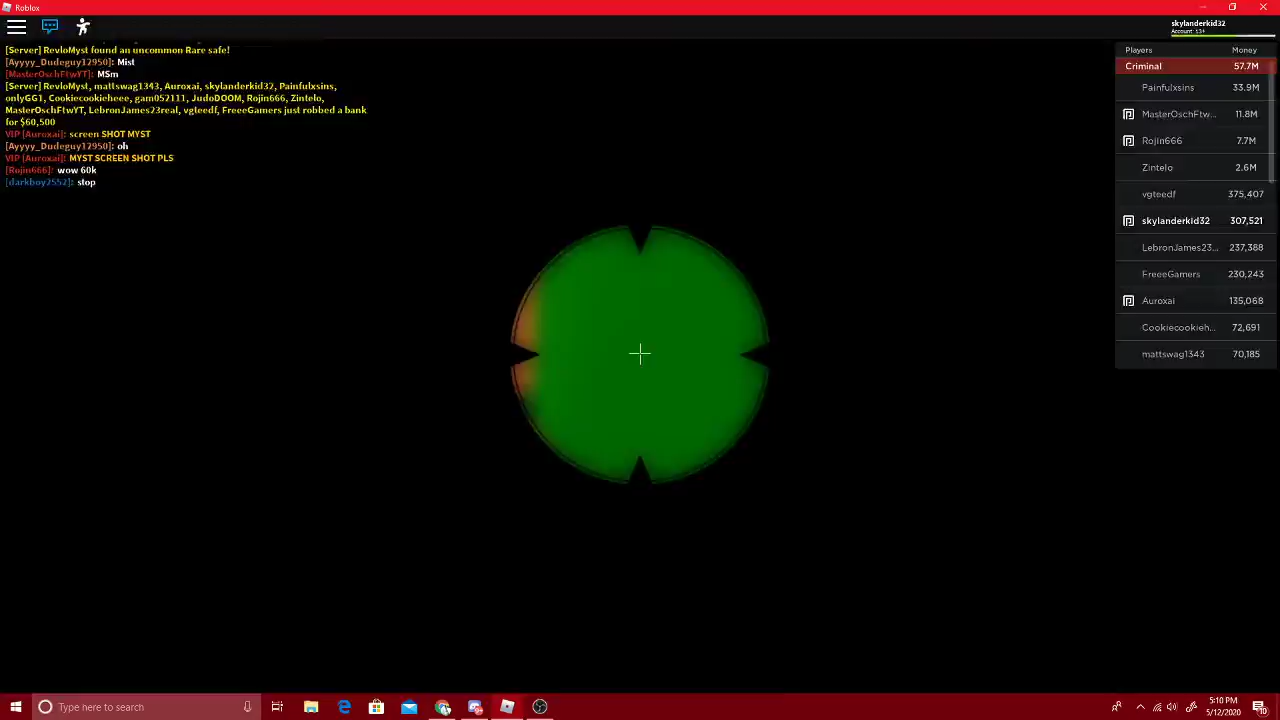 Roblox
skylanderkid32
Account: 13+
[Server] RevloMyst found an uncommon Rare safe!
[Ayyyy_Dudeguy12950]: Mist
[MasterOschFtwYT]: MSm
[Server] RevloMyst, mattswag1343, Auroxai, skylanderkid32, Painfulxsins,
onlyGG1, Cookiecookieheee, gam052111, JudoDOOM, Rojin666, Zintelo,
MasterOschFtwYT, LebronJames23real, vgteedf, FreeeGamers just robbed a bank
for $60,500
VIP [Auroxai]: screen SHOT MYST
[Ayyyy_Dudeguy12950]: oh
VIP [Auroxai]: MYST SCREEN SHOT PLS
[Rojin666]: wow 60k
[darkboy2552]: stop
Players Money
Criminal 57.7M
Painfulxsins 33.9M
MasterOschFtw... 11.8M
Rojin666 7.7M
Zintelo 2.6M
vgteedf 375,407
skylanderkid32 307,521
LebronJames23... 237,388
FreeeGamers 230,243
Auroxai 135,068
Cookiecookieh... 72,691
mattswag1343 70,185
Type here to search
5:10 PM
5/12/2020